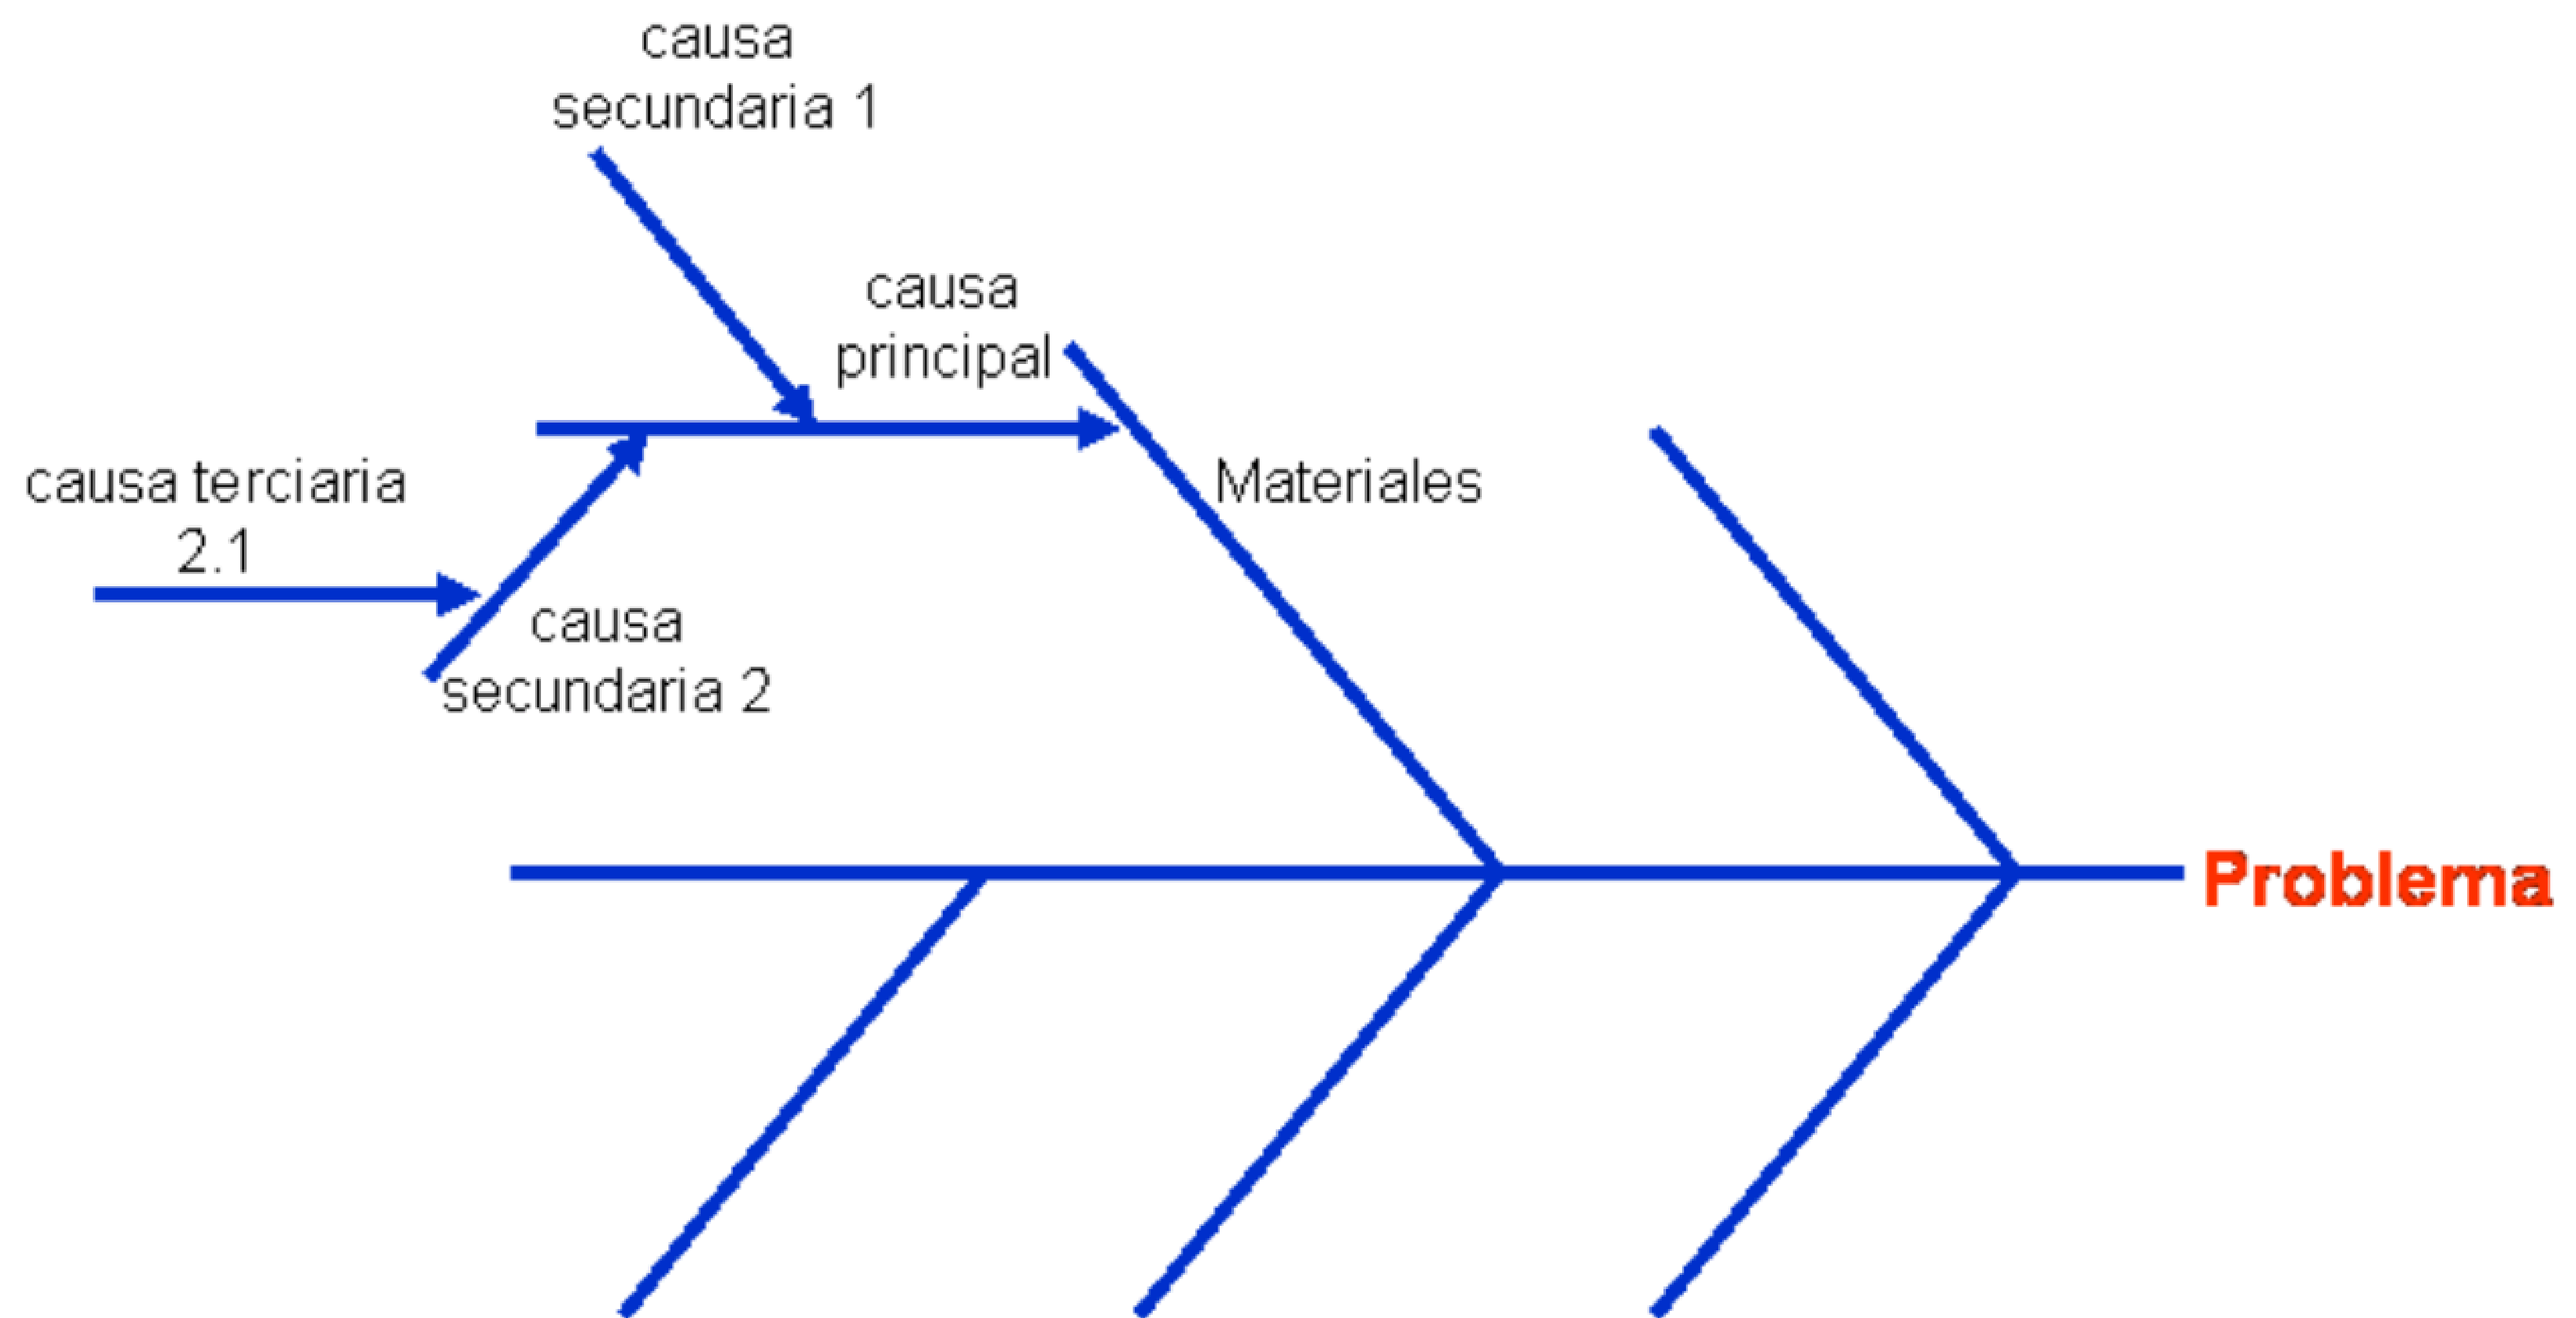 causa
secundaria 1
causa
principal
Materiales
causa terciaria
2.1
causa
secundaria 2
Problema